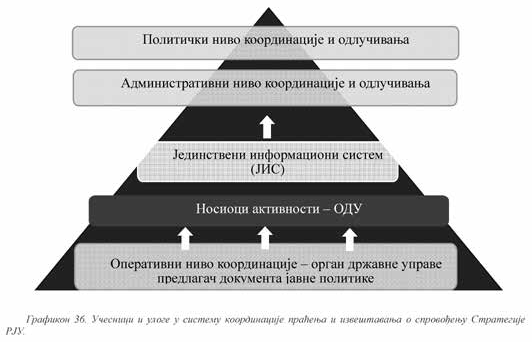 Политички ниво координације и одлучивања
Административни ниво координације и одлучивања
Јединствени информациони систем
(ЈИС)
Носиоци активности – ОДУ
Оперативни ниво координације – орган државне управе
предлагач документа јавне политике
Графикон 36. Учесници и улоге у систему координације праћења и извештавања о спровођењу Стратегије
РЈУ.